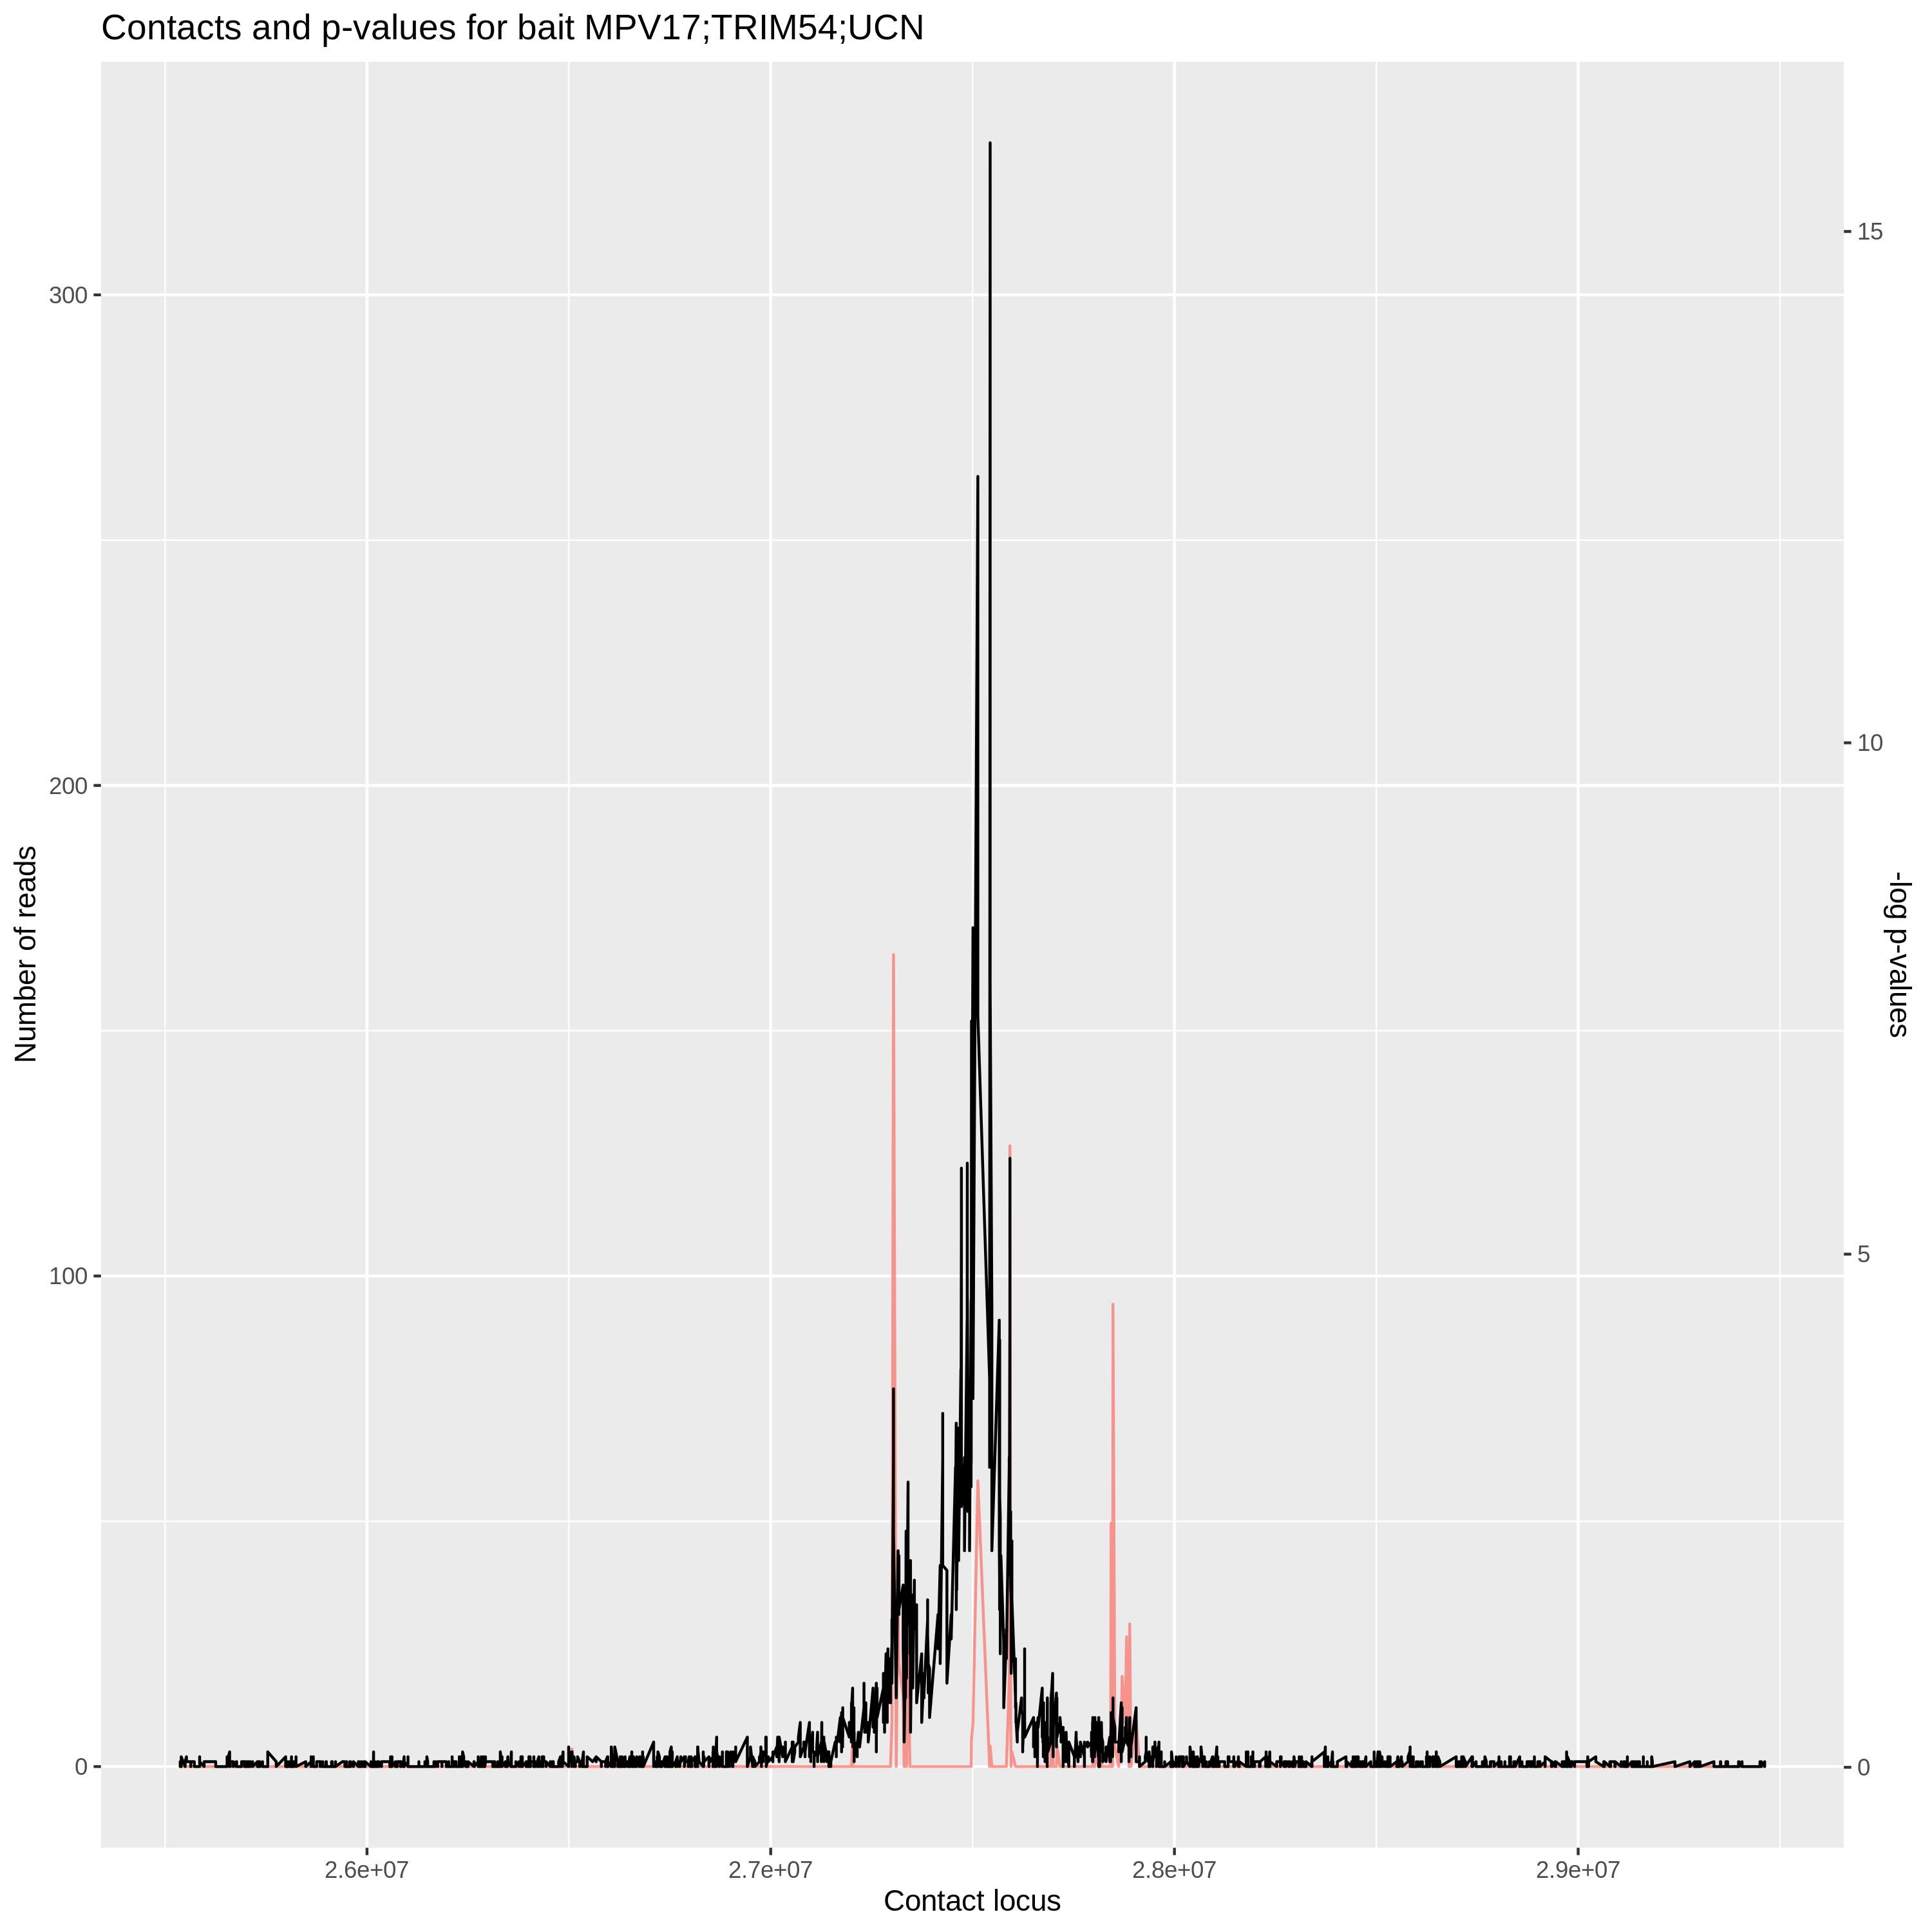 Contacts and p-values for bait MPV17;TRIM54;UCN
300
200
100
0
Number of reads
15
10
5
0
-log p-values
2.6e+07
2.7e+07
2.8e+07
2.9e+07
Contact locus